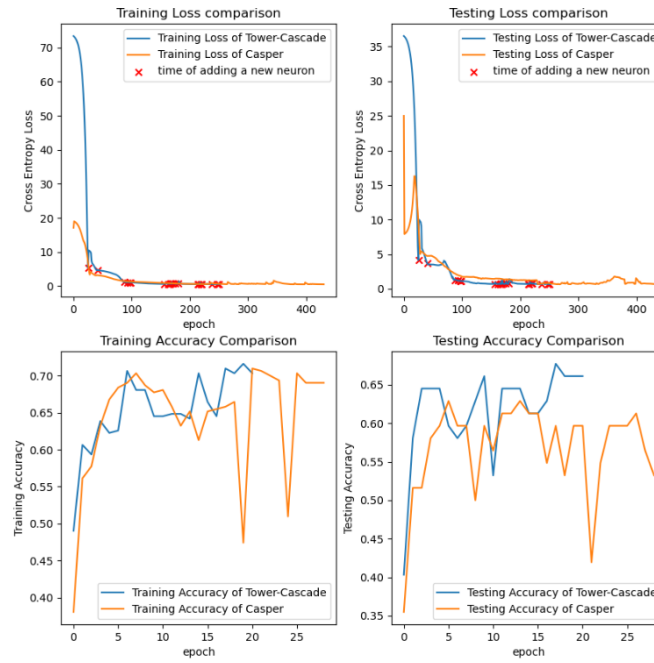 Training Loss comparison
Training Loss of Tower-Cascade
Training Loss of Casper
time of adding a new neuron
Cross Entropy Loss
70
60
50
40
30
20
10
0
0 100 200 300 400
epoch
Testing Loss comparison
Testing Loss of Tower-Cascade
Testing Loss of Casper
time of adding a new neuron
Cross Entropy Loss
35
30
25
20
15
10
5
0
0 100 200 300 400
epoch
Training Accuracy Comparison
Training Accuracy
0.70
0.65
0.60
0.55
0.50
0.45
0.40
Training Accuracy of Tower-Cascade
Training Accuracy of Casper
0 5 10 15 20 25
epoch
Testing Accuracy Comparison
Testing Accuracy
0.65
0.60
0.55
0.50
0.45
0.40
0.35
Testing Accuracy of Tower-Cascade
Testing Accuracy of Casper
0 5 10 15 20 25
epoch